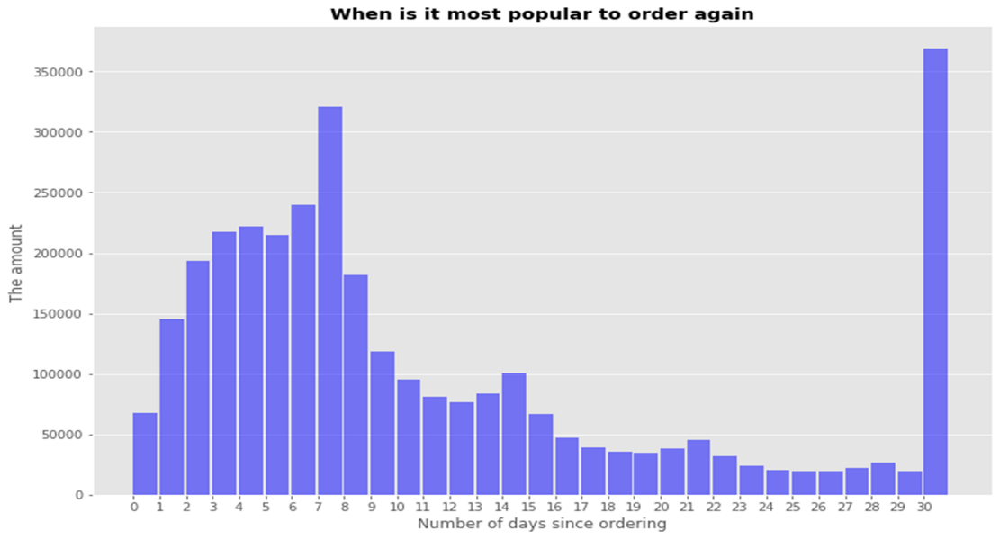 When is it most popular to order again
350000
300000
250000
200000
150000
100000
50000
0
The amount
0 1 2 3 4 5 6 7 8 9 10 11 12 13 14 15 16 17 18 19 20 21 22 23 24 25 26 27 28 29 30
Number of days since ordering